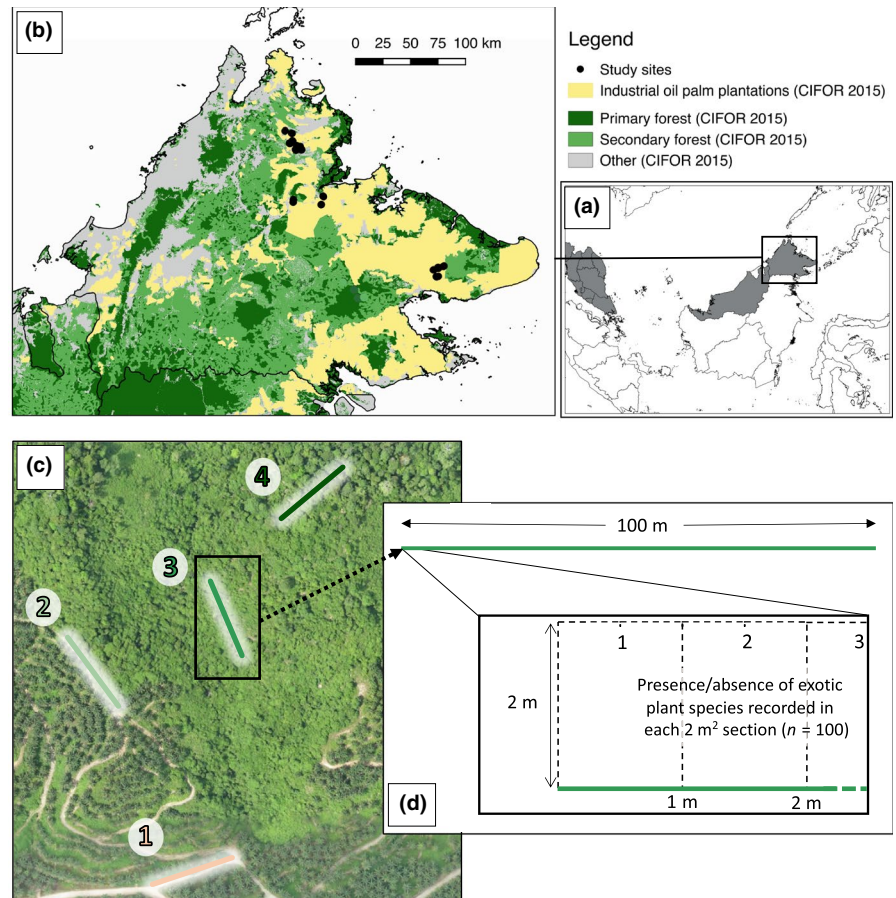 (b)
0 25 50 75 100 km
Legend
Study sites
Industrial oil palm plantations (CIFOR 2015)
Primary forest (CIFOR 2015)
Secondary forest (CIFOR 2015)
Other (CIFOR 2015)
(a)
(c)
4
3
2
1
100 m
1 2 3
2 m
Presence/absence of exotic
plant species recorded in
each 2 m² section (n = 100)
1 m 2 m
(d)